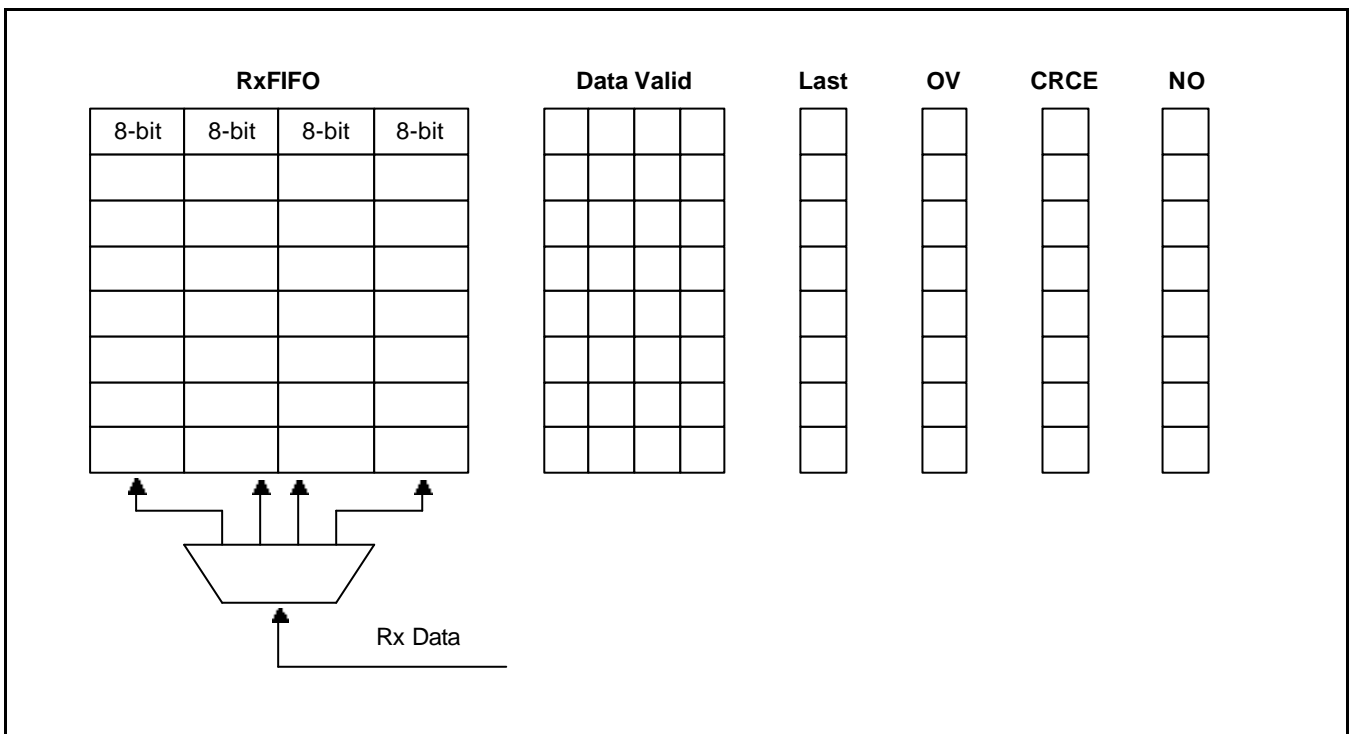 RxFIFO Data Valid Last OV CRCE NO
8-bit 8-bit 8-bit 8-bit
Rx Data